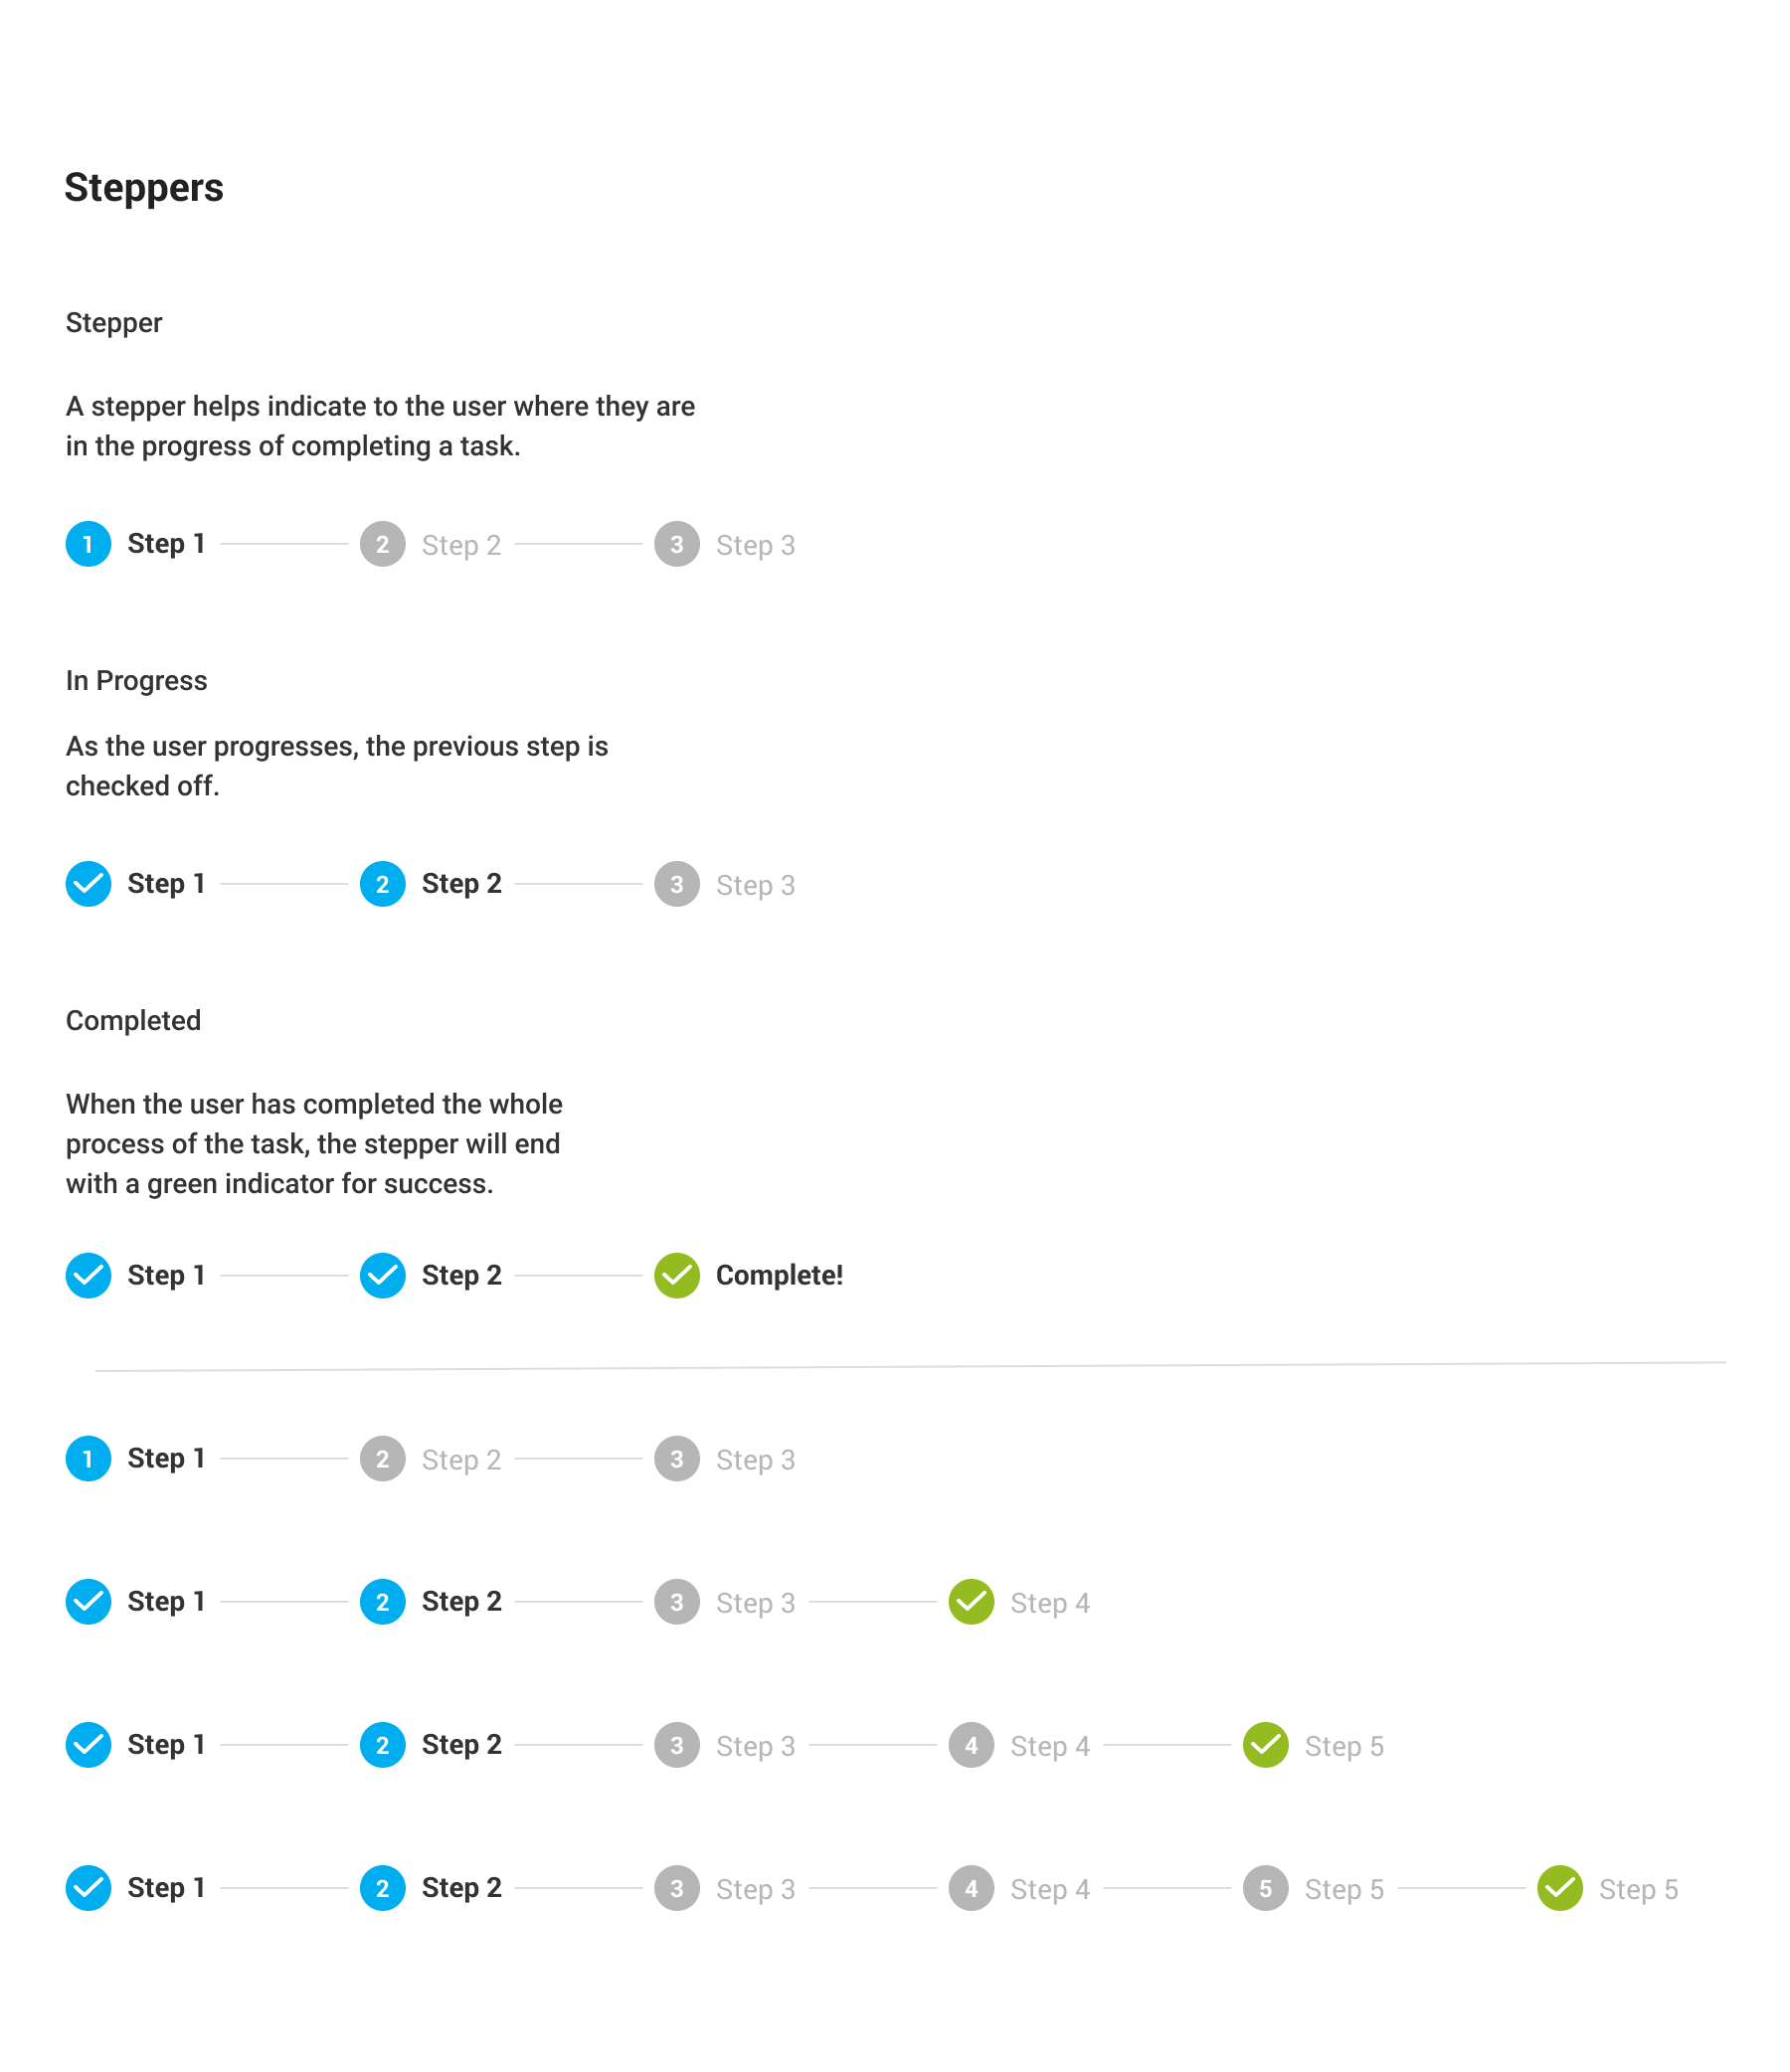 Steppers
Stepper
A stepper helps indicate to the user where they are
in the progress of completing a task.
1 Step 1 2 Step 2 3 Step 3
In Progress
As the user progresses, the previous step is
checked off.
Step 1 2 Step 2 3 Step 3
Completed
When the user has completed the whole
process of the task, the stepper will end
with a green indicator for success.
Step 1 Step 2 Complete!
1 Step 1 2 Step 2 3 Step 3
Step 1 2 Step 2 3 Step 3 Step 4
Step 1 2 Step 2 3 Step 3 4 Step 4 Step 5
Step 1 2 Step 2 3 Step 3 4 Step 4 5 Step 5 Step 5